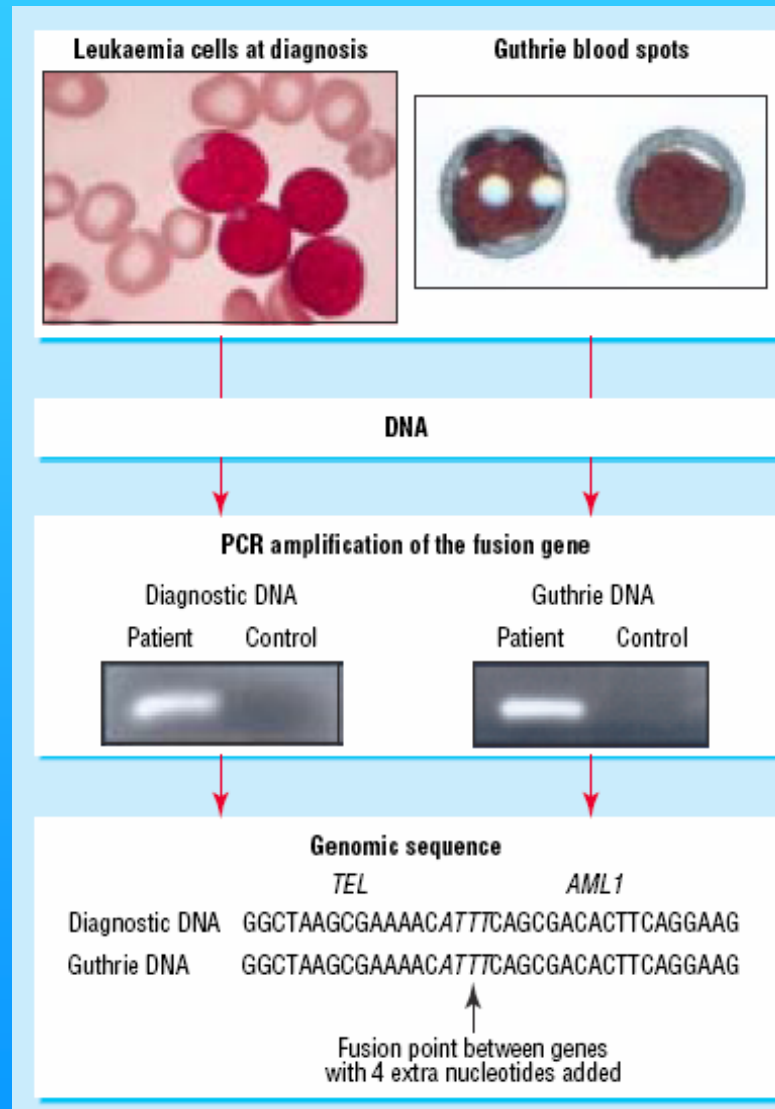 Leukaemia cells at diagnosis
Guthrie blood spots
DNA
PCR amplification of the fusion gene
Diagnostic DNA
Guthrie DNA
Patient Control
Patient Control
Genomic sequence
TEL AML1
Diagnostic DNA GGCTAAGCGAAAACATTTCAGCGACACTTCAGGAAG
Guthrie DNA GGCTAAGCGAAAACATTTCAGCGACACTTCAGGAAG
Fusion point between genes
with 4 extra nucleotides added